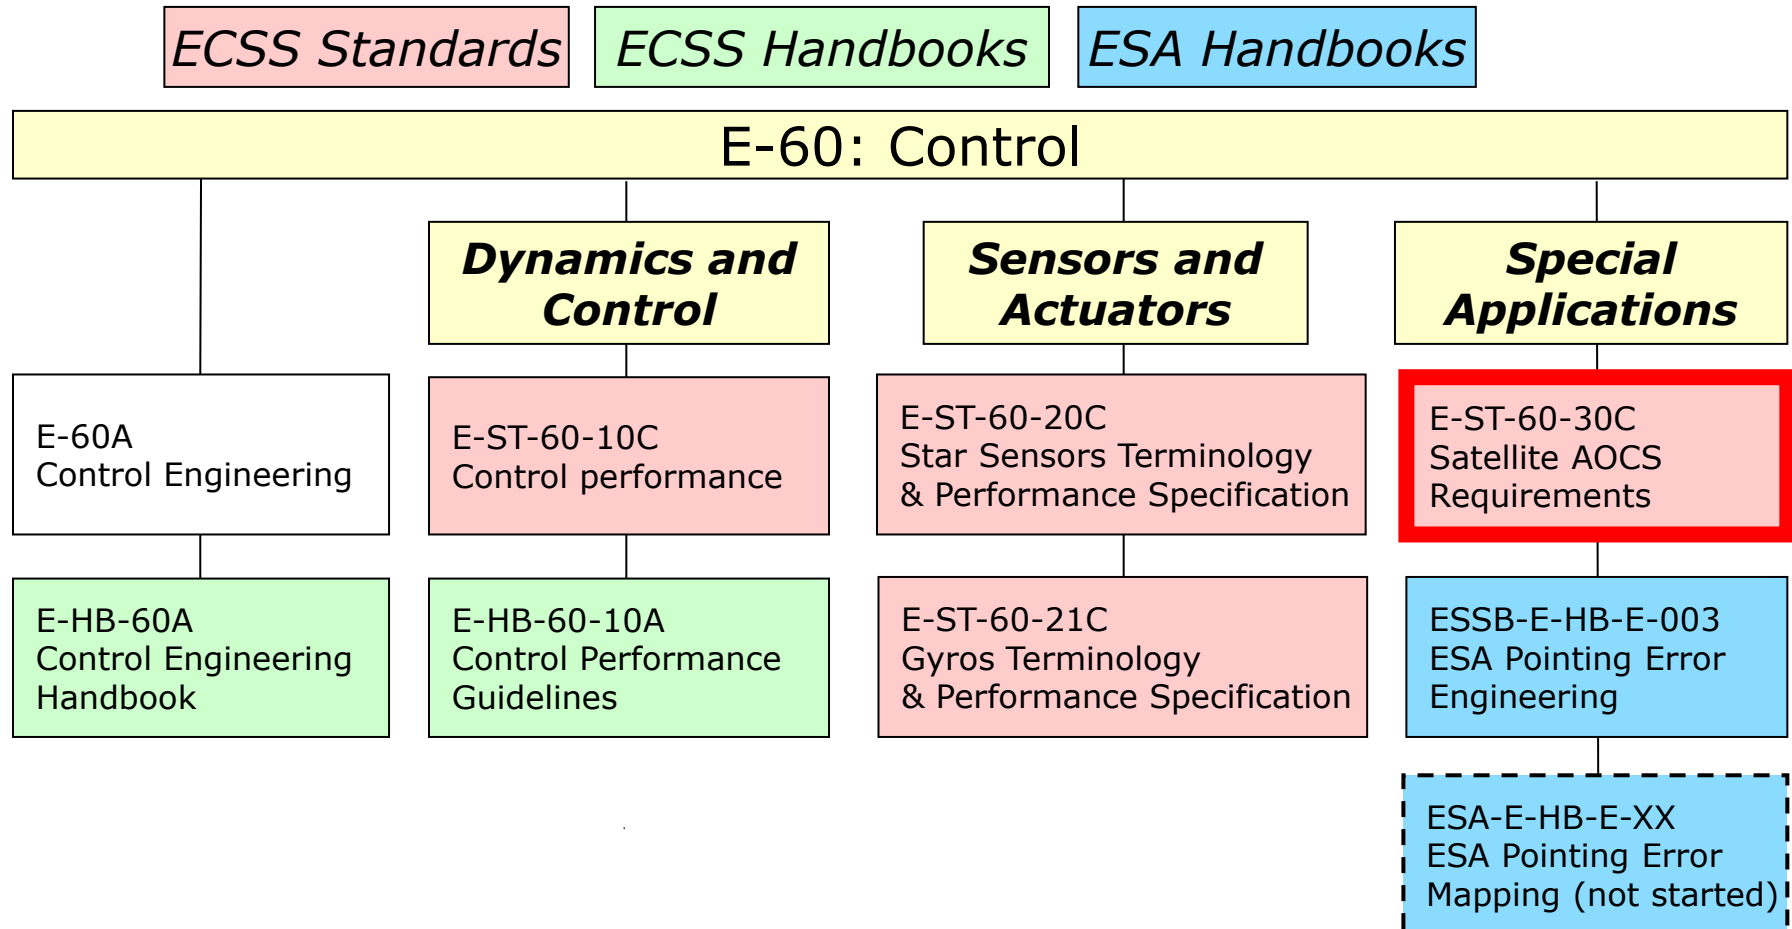 ECSS Standards
ECSS Handbooks
ESA Handbooks
E-60: Control
Dynamics and
Control
Sensors and
Actuators
Special
Applications
E-60A
Control Engineering
E-ST-60-10C
Control performance
E-ST-60-20C
Star Sensors Terminology
& Performance Specification
E-ST-60-30C
Satellite AOCS
Requirements
E-HB-60A
Control Engineering
Handbook
E-HB-60-10A
Control Performance
Guidelines
E-ST-60-21C
Gyros Terminology
& Performance Specification
ESSB-E-HB-E-003
ESA Pointing Error
Engineering
ESA-E-HB-E-XX
ESA Pointing Error
Mapping (not started)